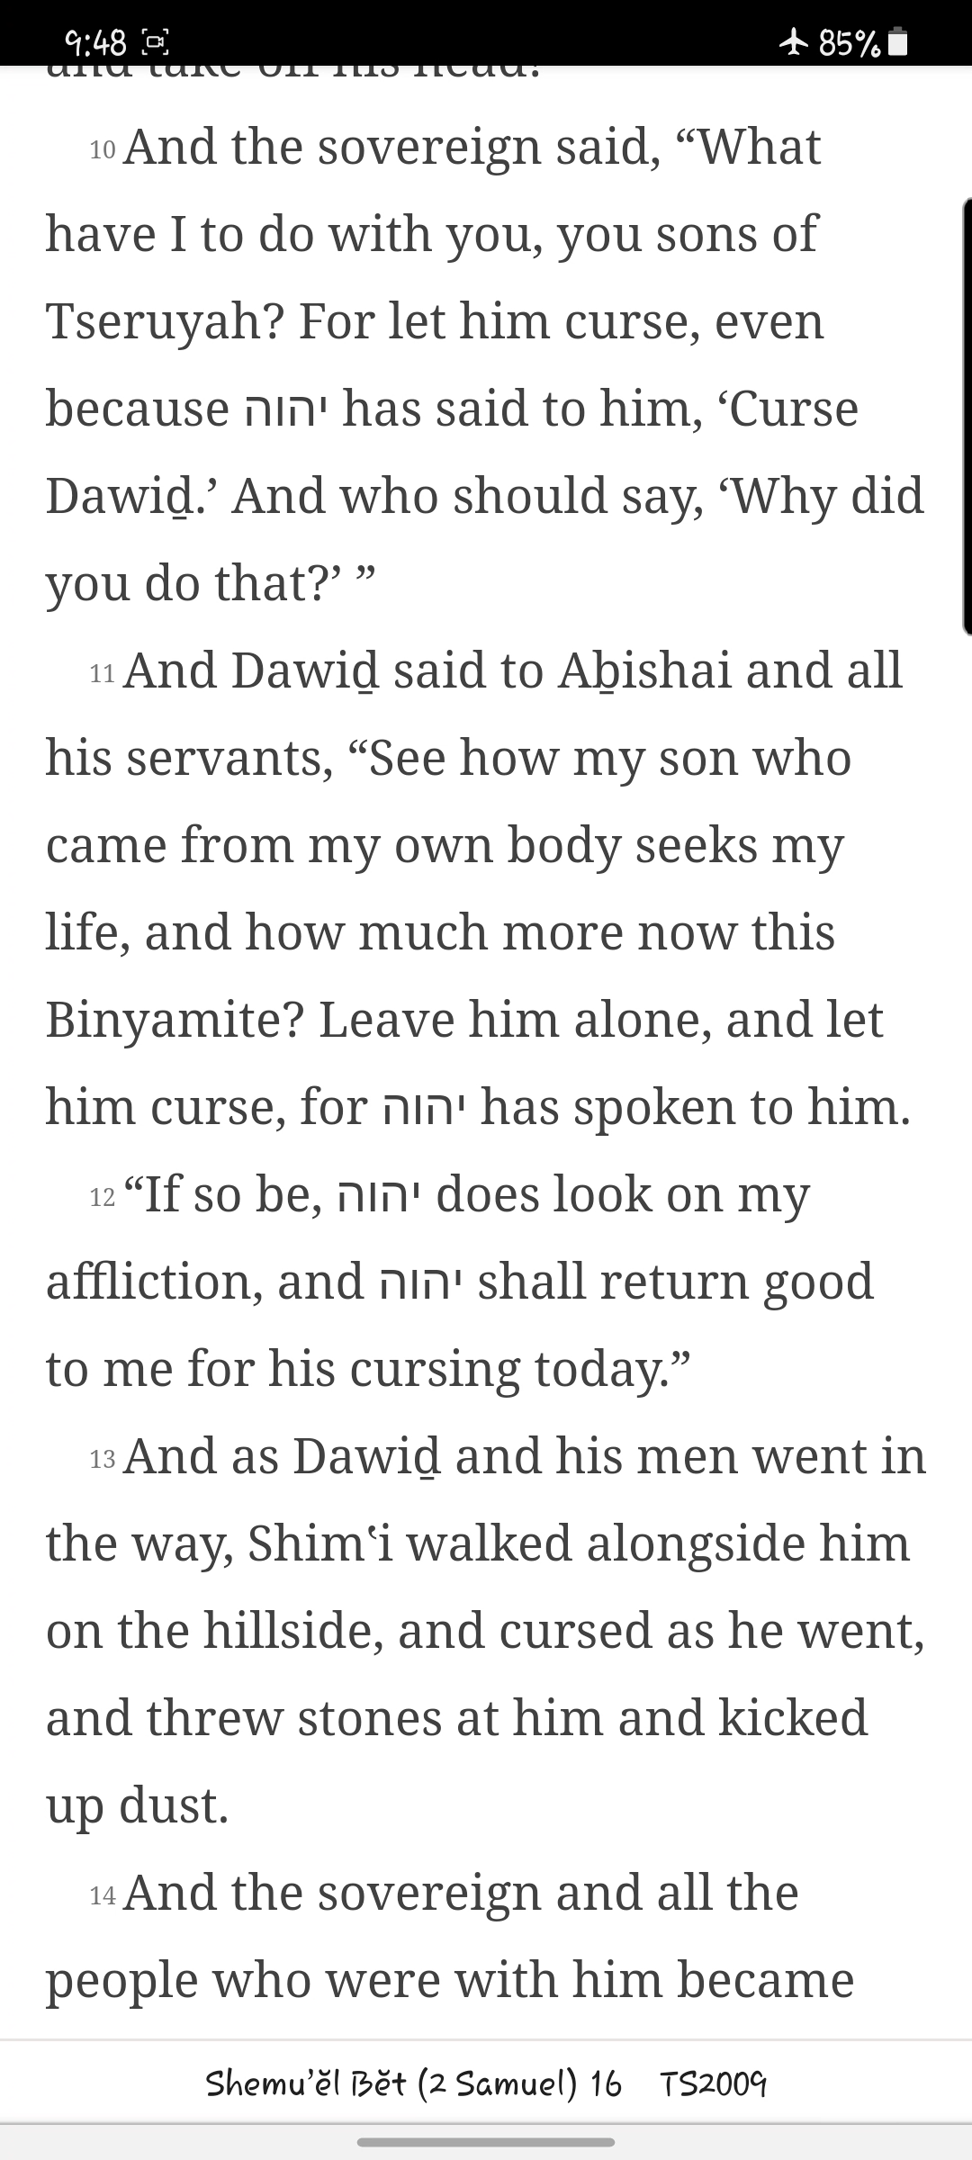 9:48 85%
and take off his head!
10 And the sovereign said, “What
have I to do with you, you sons of
Tseruyah? For let him curse, even
because יהוה has said to him, ‘Curse
Dawiḏ.’ And who should say, ‘Why did
you do that?’ ”
11 And Dawiḏ said to Aḇishai and all
his servants, “See how my son who
came from my own body seeks my
life, and how much more now this
Binyamite? Leave him alone, and let
him curse, for יהוה has spoken to him.
12 “If so be, יהוה does look on my
affliction, and יהוה shall return good
to me for his cursing today.”
13 And as Dawiḏ and his men went in
the way, Shimʽi walked alongside him
on the hillside, and cursed as he went,
and threw stones at him and kicked
up dust.
14 And the sovereign and all the
people who were with him became
Shemu’ĕl Bĕt (2 Samuel) 16 TS2009